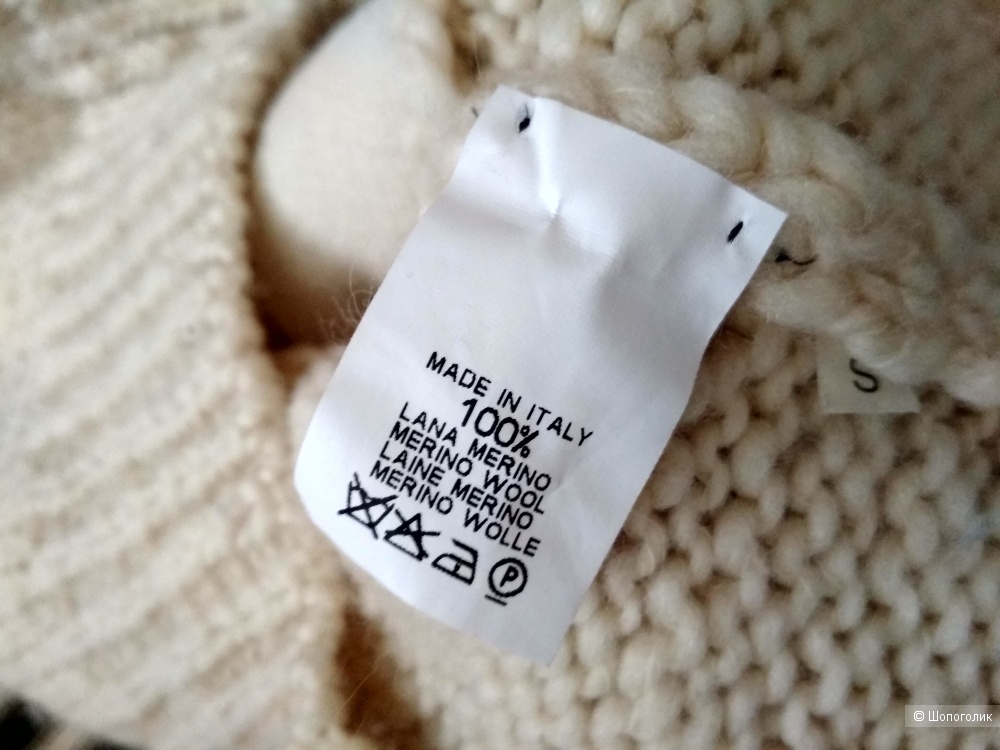 MADE IN ITALY
100%
LANA MERINO
MERINO WOOL
LAINE MERINO
MERINO WOLLE
P
S
© Шопоголик